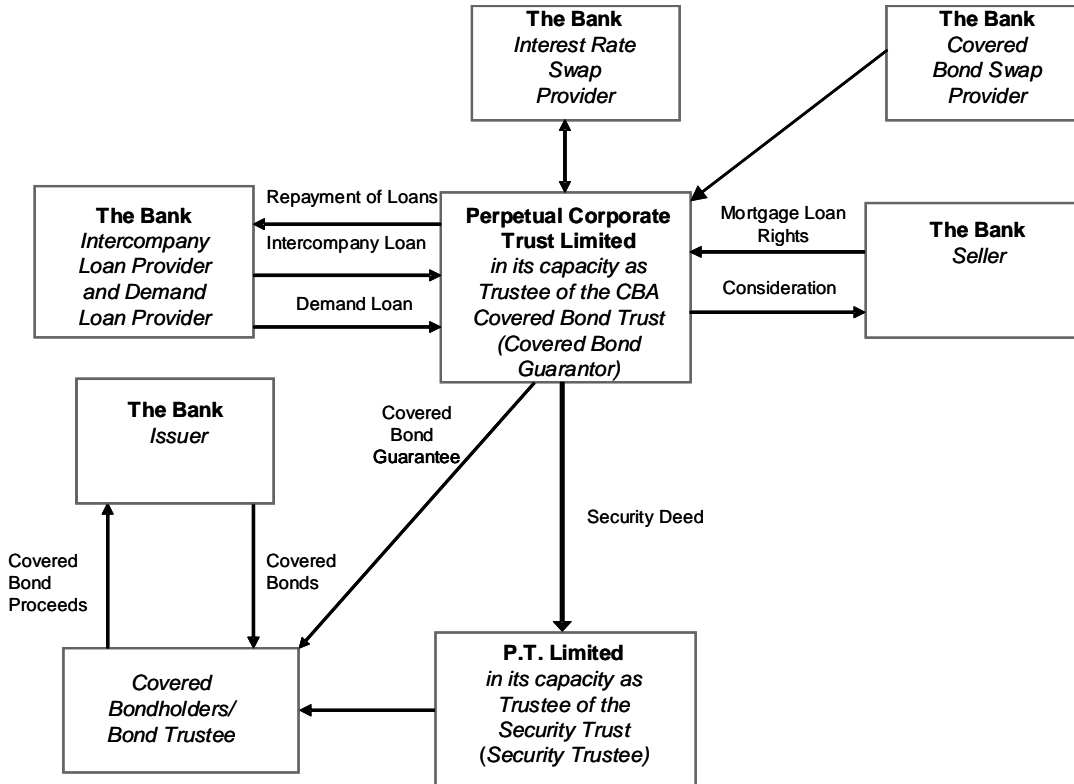 The Bank
Interest Rate
Swap
Provider
The Bank
Covered
Bond Swap
Provider
The Bank
Intercompany
Loan Provider
and Demand
Loan Provider
Repayment of Loans
Intercompany Loan
Demand Loan
Perpetual Corporate
Trust Limited
in its capacity as
Trustee of the CBA
Covered Bond Trust
(Covered Bond
Guarantor)
Mortgage Loan
Rights
Consideration
The Bank
Seller
The Bank
Issuer
Covered
Bond
Guarantee
Security Deed
Covered
Bond
Proceeds
Covered
Bonds
Covered
Bondholders/
Bond Trustee
P.T. Limited
in its capacity as
Trustee of the
Security Trust
(Security Trustee)